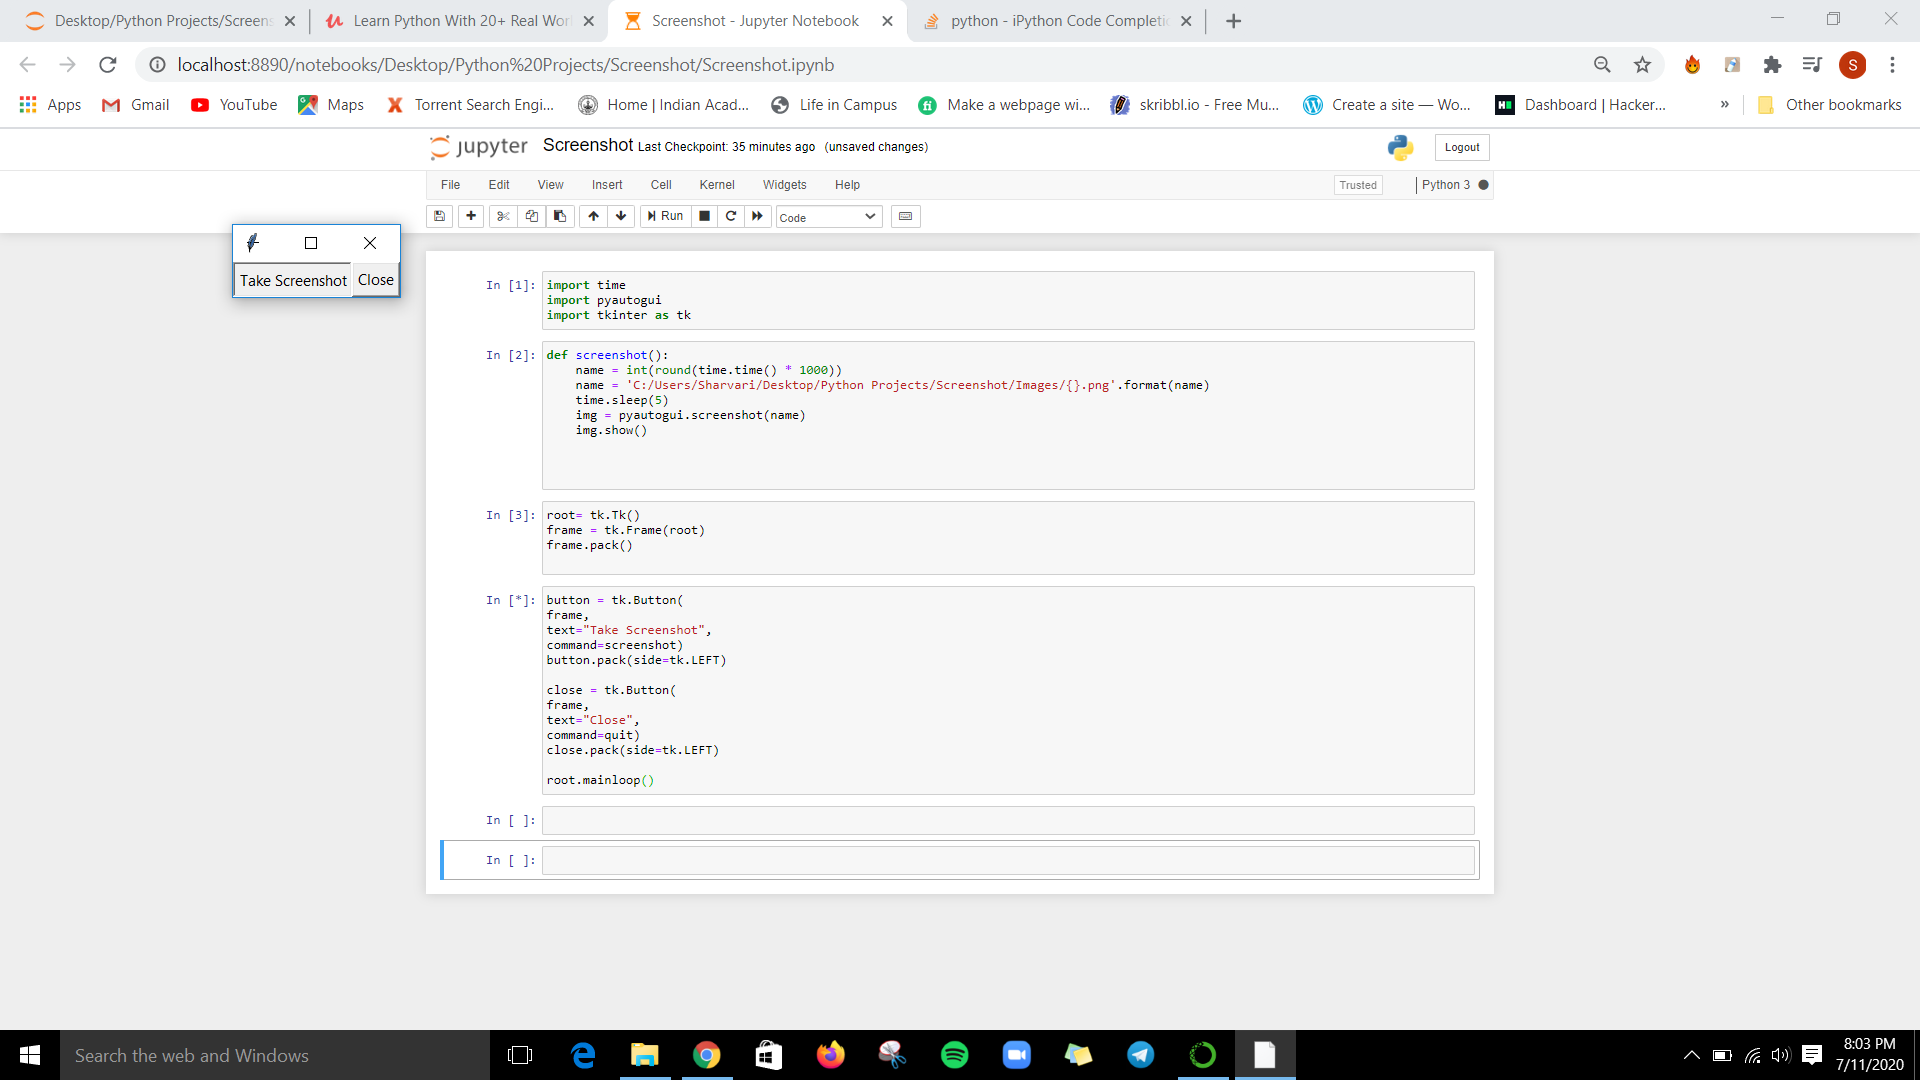 Desktop/Python Projects/Screens
Learn Python With 20+ Real Wor
Screenshot - Jupyter Notebook
python - iPython Code Completio
localhost:8890/notebooks/Desktop/Python%20Projects/Screenshot/Screenshot.ipynb
S
Apps
Gmail
YouTube
Maps
Torrent Search Engi...
Home | Indian Acad...
Life in Campus
Make a webpage wi...
skribbl.io - Free Mu...
Create a site — Wo...
Dashboard | Hacker...
»
Other bookmarks
jupyter Screenshot Last Checkpoint: 35 minutes ago (unsaved changes)
Logout
File Edit View Insert Cell Kernel Widgets Help
Trusted
Python 3
Run
Code
Take Screenshot Close
In [1]: import time
import pyautogui
import tkinter as tk
In [2]: def screenshot():
    name = int(round(time.time() * 1000))
    name = 'C:/Users/Sharvari/Desktop/Python Projects/Screenshot/Images/{}.png'.format(name)
    time.sleep(5)
    img = pyautogui.screenshot(name)
    img.show()
In [3]: root= tk.Tk()
frame = tk.Frame(root)
frame.pack()
In [*]: button = tk.Button(
frame,
text="Take Screenshot",
command=screenshot)
button.pack(side=tk.LEFT)
close = tk.Button(
frame,
text="Close",
command=quit)
close.pack(side=tk.LEFT)
root.mainloop()
In [ ]:
In [ ]:
Search the web and Windows
8:03 PM
7/11/2020